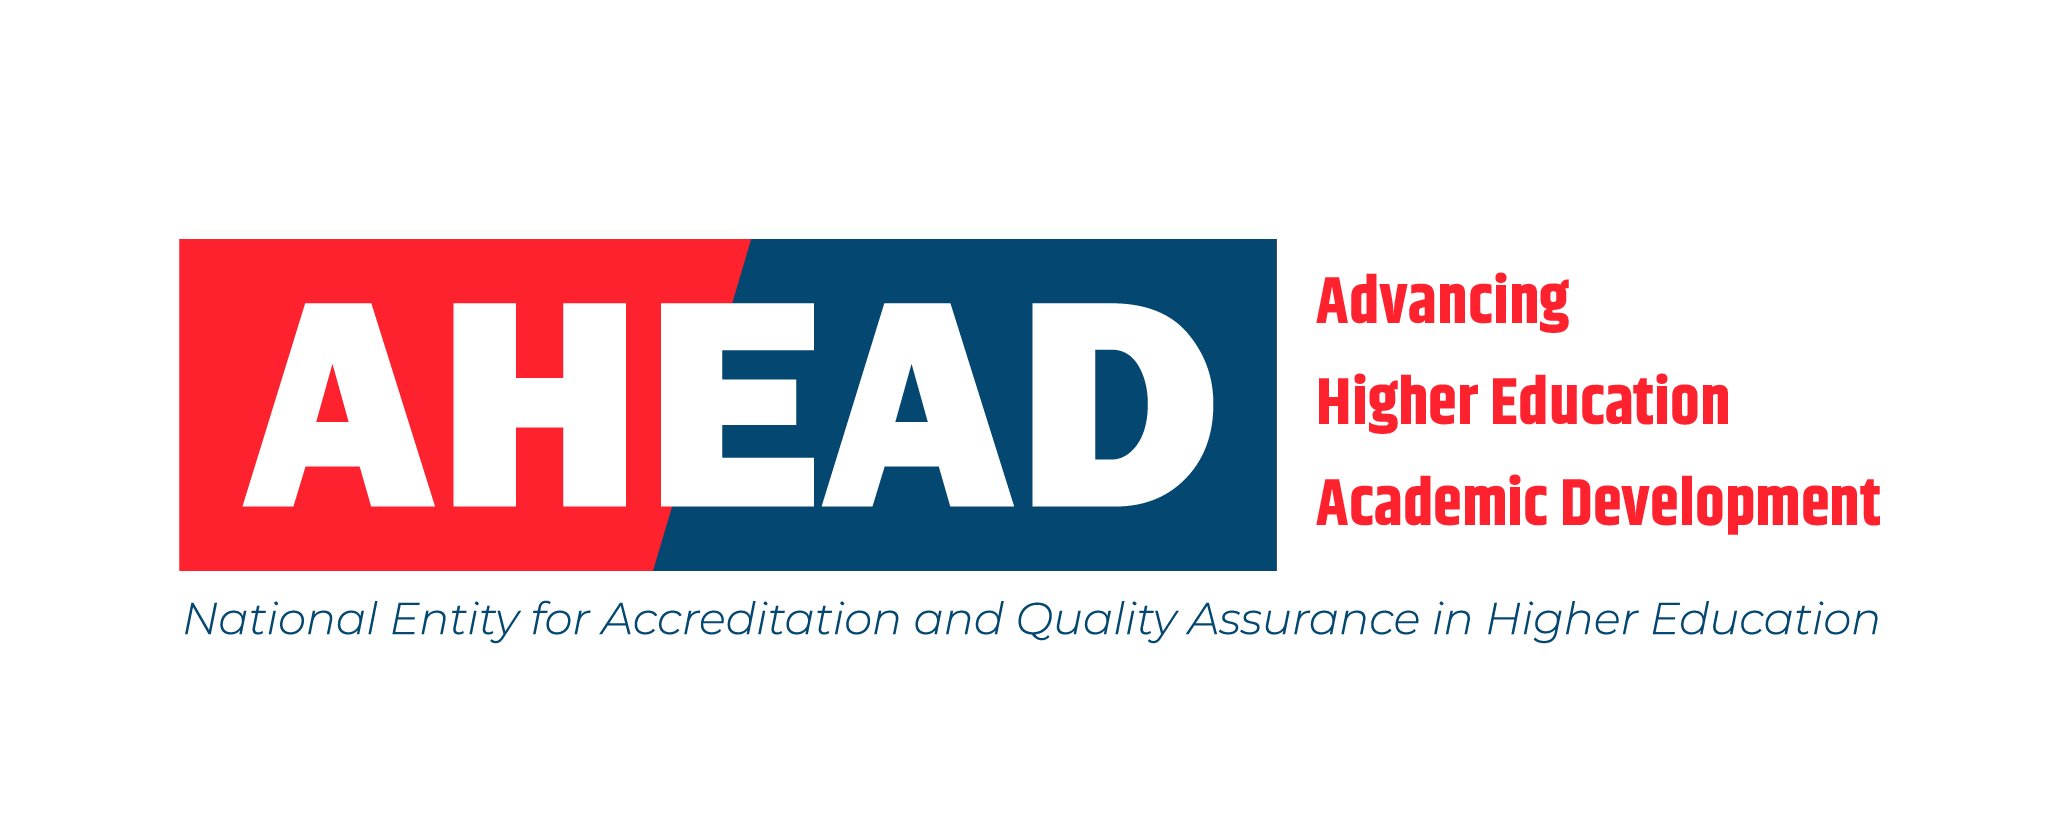 AHEAD
Advancing
Higher Education
Academic Development
National Entity for Accreditation and Quality Assurance in Higher Education